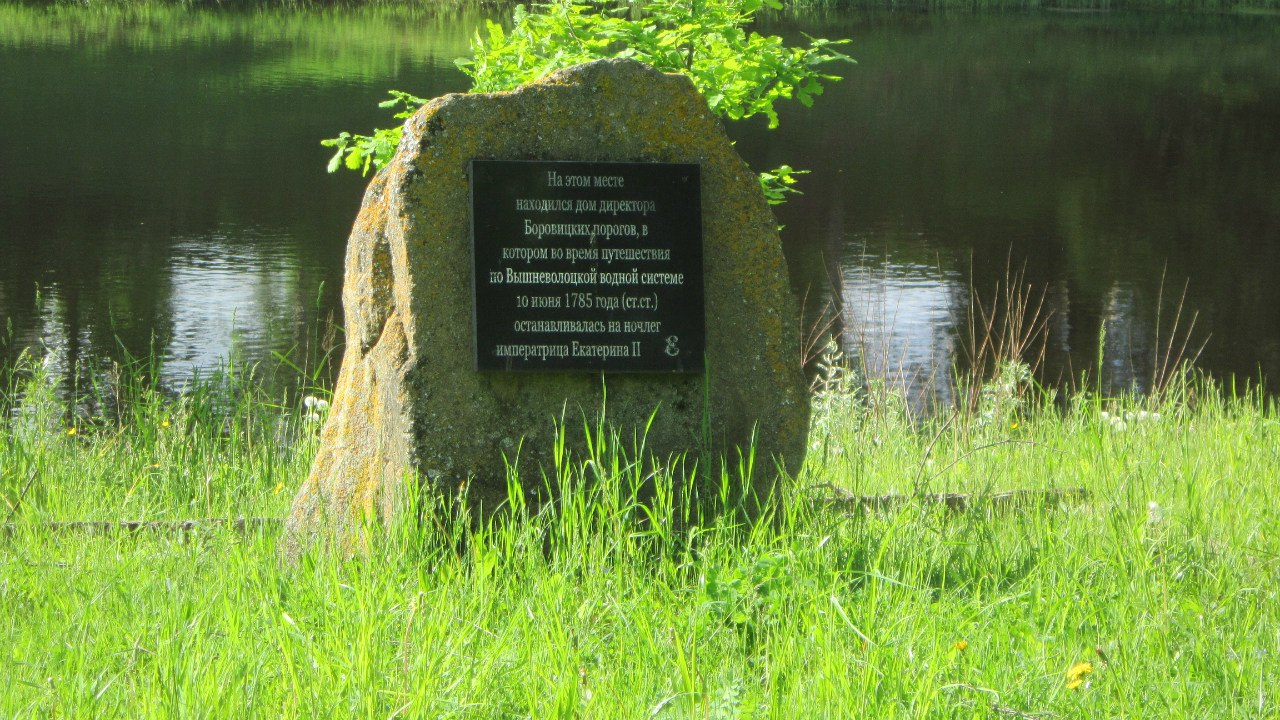 На этом месте
находился дом директора
Боровицких порогов, в
котором во время путешествия
по Вышневолоцкой водной системе
10 июня 1785 года (ст.ст.)
останавливалась на ночлег
императрица Екатерина II